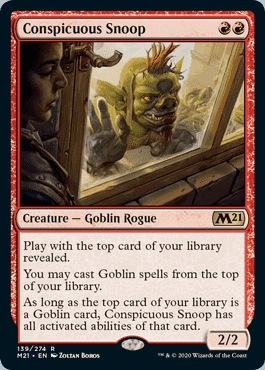 Conspicuous Snoop
Creature — Goblin Rogue
M21
Play with the top card of your library
revealed.
You may cast Goblin spells from the top
of your library.
As long as the top card of your library is
a Goblin card, Conspicuous Snoop has
all activated abilities of that card.
2/2
139/274 R
M21 • EN ZOLTAN BOROS
™ & © 2020 Wizards of the Coast